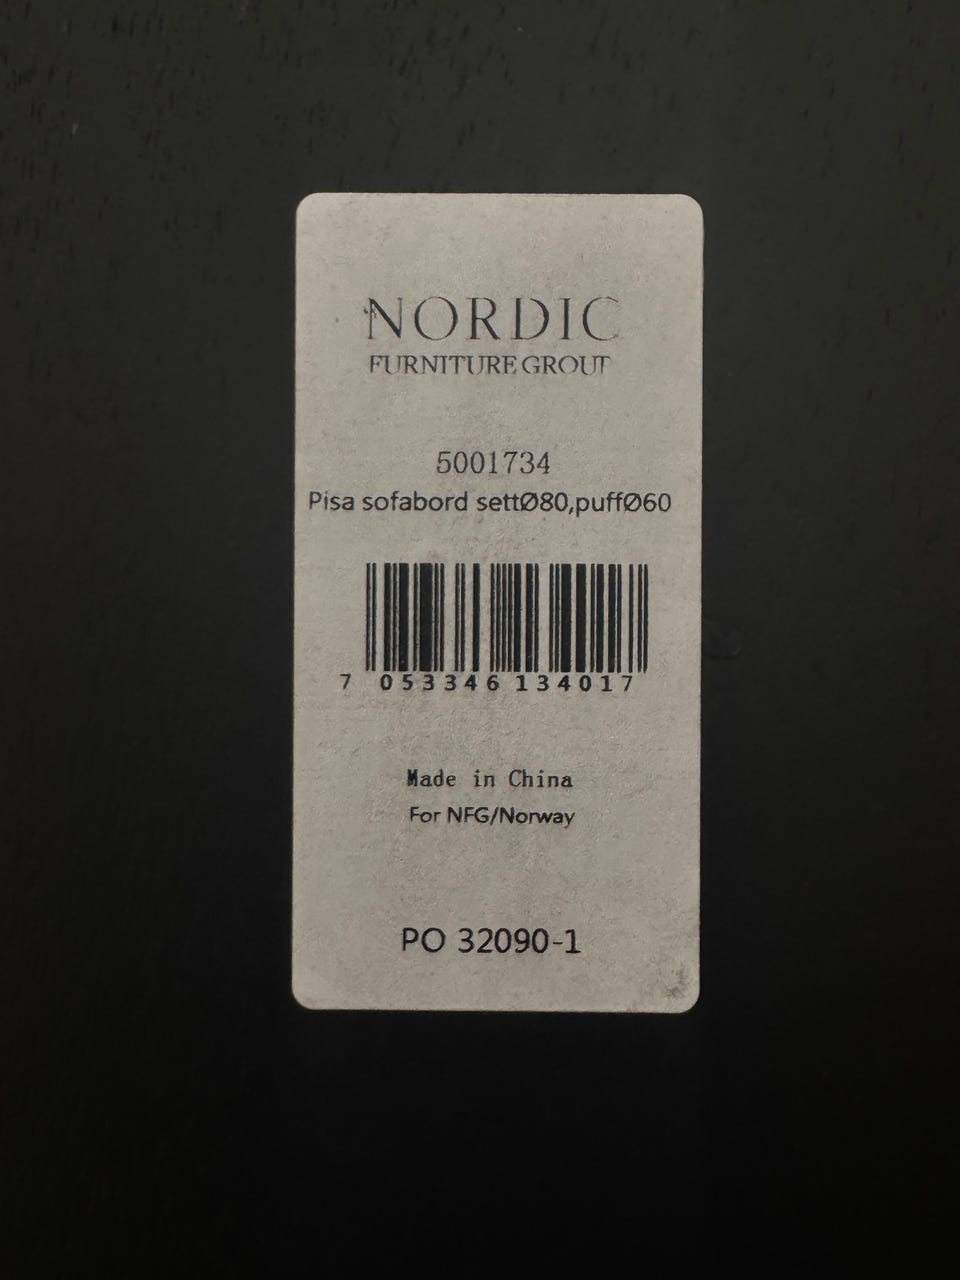 NORDIC
FURNITURE GROUP
5001734
Pisa sofabord settØ80,puffØ60
7 053346 134017
Made in China
For NFG/Norway
PO 32090-1